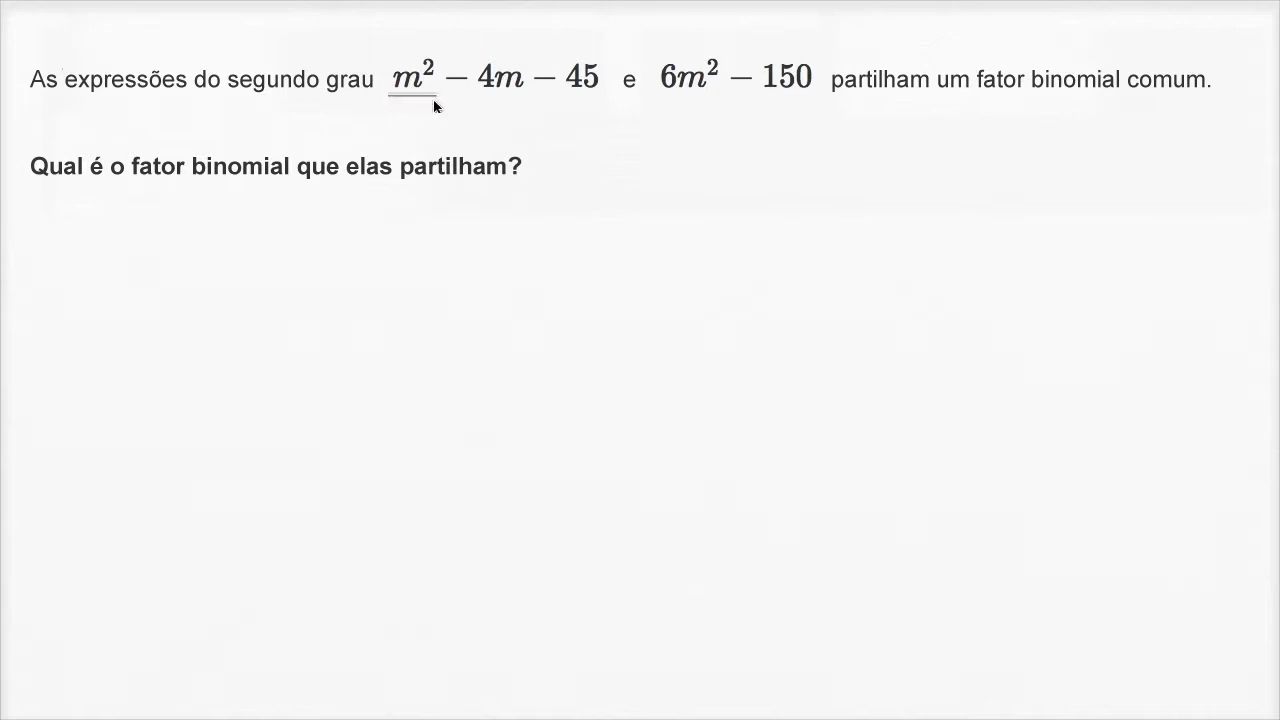 As expressões do segundo grau m² − 4m − 45 e 6m² − 150 partilham um fator binomial comum.
Qual é o fator binomial que elas partilham?